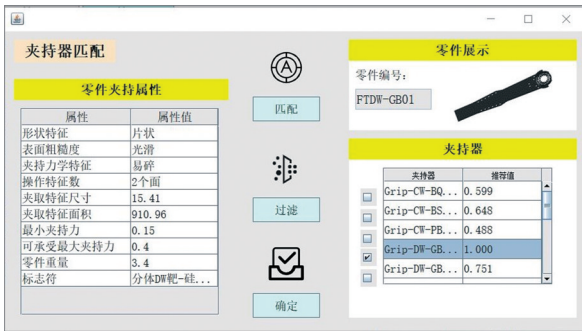 夹持器匹配
零件夹持属性
属性 属性值
形状特征 片状
表面粗糙度 光滑
夹持力学特征 易碎
操作特征数 2个面
夹取特征尺寸 15.41
夹取特征面积 910.96
最小夹持力 0.15
可承受最大夹持力 0.4
零件重量 3.4
标志符 分体DW靶-硅...
A
匹配
过滤
确定
零件展示
零件编号:
FTDW-GB01
夹持器
夹持器 推荐值
Grip-CW-BQ... 0.599
Grip-CW-BS... 0.648
Grip-CW-PB... 0.488
Grip-DW-GB... 1.000
Grip-DW-GB... 0.751